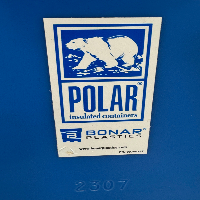 POLAR®
insulated containers
BONAR®
PLASTICS
2307